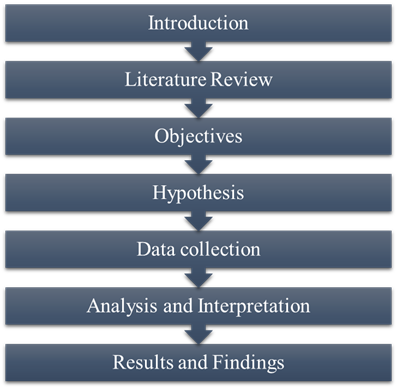 Introduction
Literature Review
Objectives
Hypothesis
Data collection
Analysis and Interpretation
Results and Findings